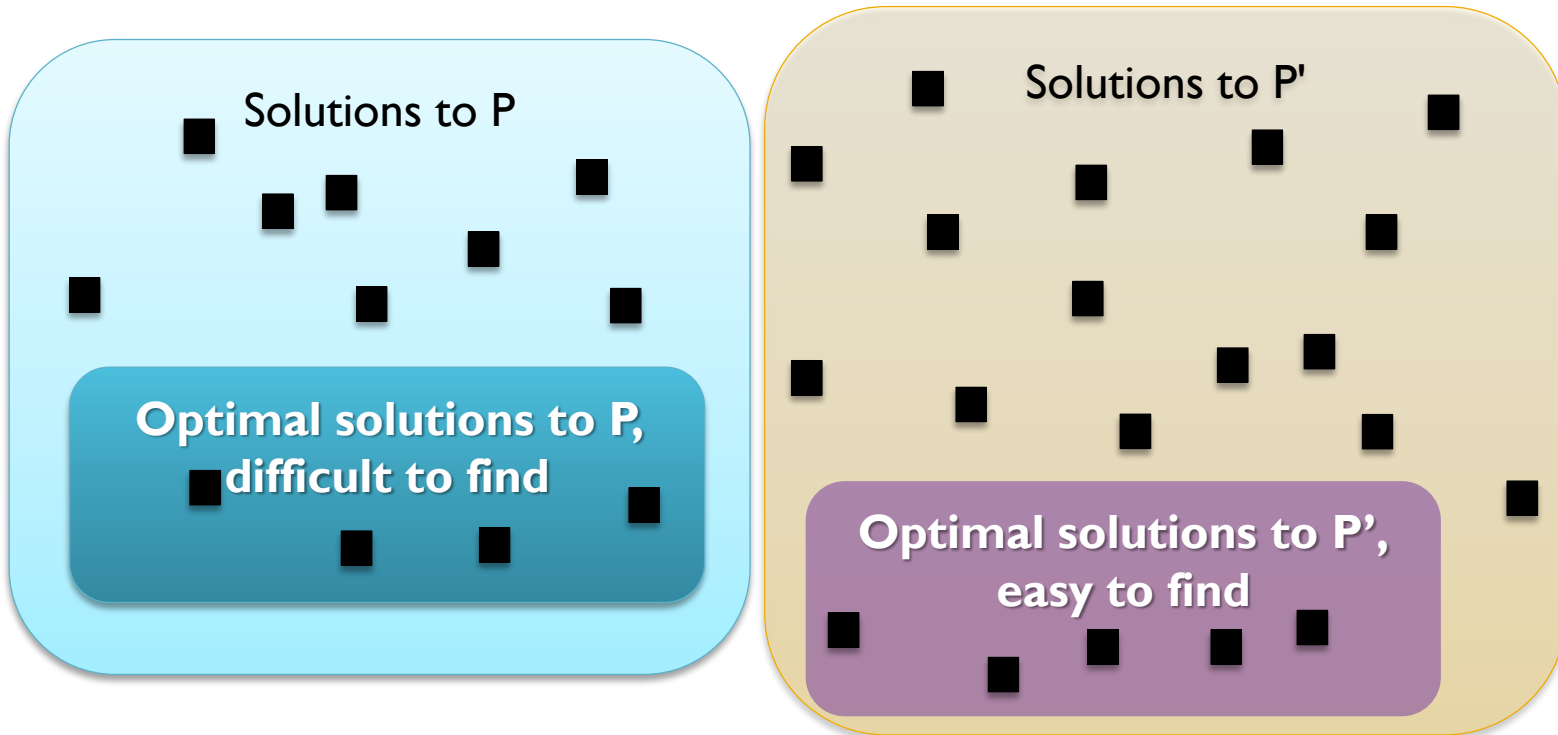 Solutions to P
Optimal solutions to P,
difficult to find
Solutions to P'
Optimal solutions to P’,
easy to find